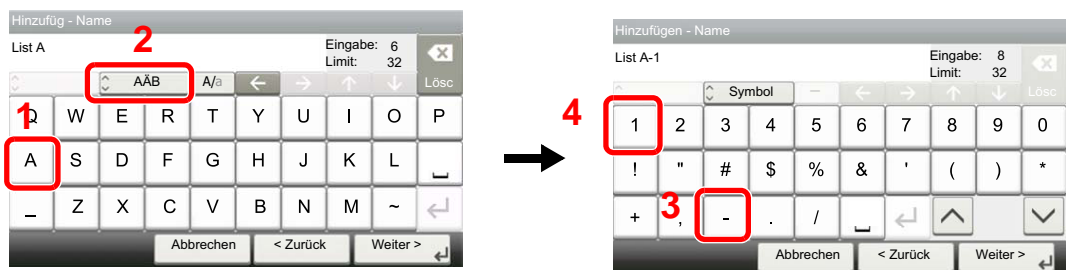 Hinzufüg - Name
List A
2
Eingabe: 6
Limit: 32
AÄB A/a ← → ↑ ↓ Lösc
1
Q W E R T Y U I O P
A S D F G H J K L
_ Z X C V B N M ~
Abbrechen < Zurück Weiter >
Hinzufügen - Name
List A-1
Eingabe: 8
Limit: 32
Symbol ← → ↑ ↓ Lösc
4
1 2 3 4 5 6 7 8 9 0
! " # $ % & ' ( ) *
3
+ , - . /
Abbrechen < Zurück Weiter >